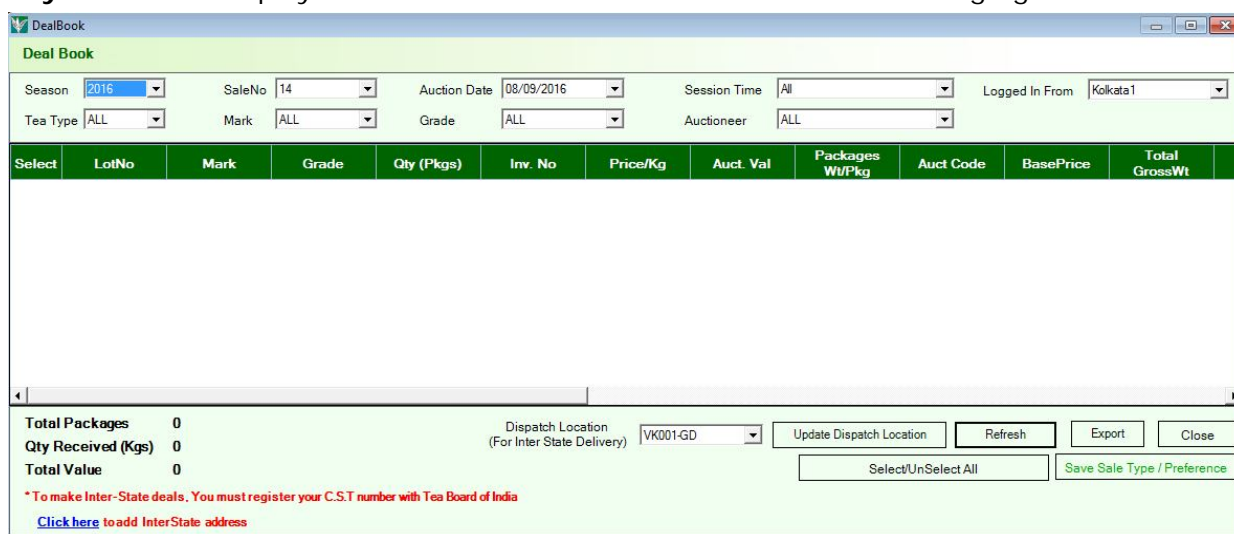 DealBook
Deal Book
Season 2016 SaleNo 14 Auction Date 08/09/2016 Session Time All Logged In From Kolkata1
Tea Type ALL Mark ALL Grade ALL Auctioneer ALL
Select LotNo Mark Grade Qty (Pkgs) Inv. No Price/Kg Auct. Val Packages Wt/Pkg Auct Code BasePrice Total GrossWt
Total Packages 0
Qty Received (Kgs) 0
Total Value 0
Dispatch Location
(For Inter State Delivery) VK001-GD Update Dispatch Location Refresh Export Close
Select/UnSelect All Save Sale Type / Preference
* To make Inter-State deals, You must register your C.S.T number with Tea Board of India
Click here to add InterState address